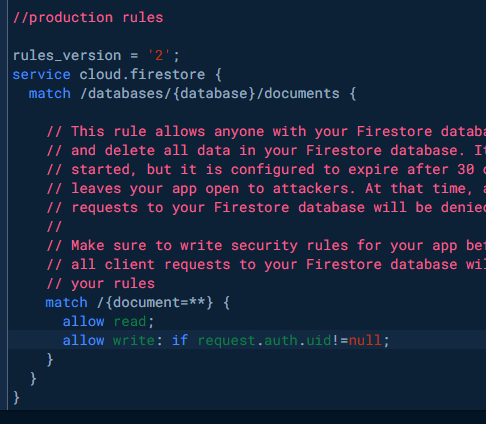 //production rules
rules_version = '2';
service cloud.firestore {
match /databases/{database}/documents {
// This rule allows anyone with your Firestore
// and delete all data in your Firestore database.
// started, but it is configured to expire after 30
// leaves your app open to attackers. At that time,
// requests to your Firestore database will be
//
// Make sure to write security rules for your app
// all client requests to your Firestore database
// your rules
match /{document=**} {
allow read;
allow write: if request.auth.uid!=null;
}
}
}